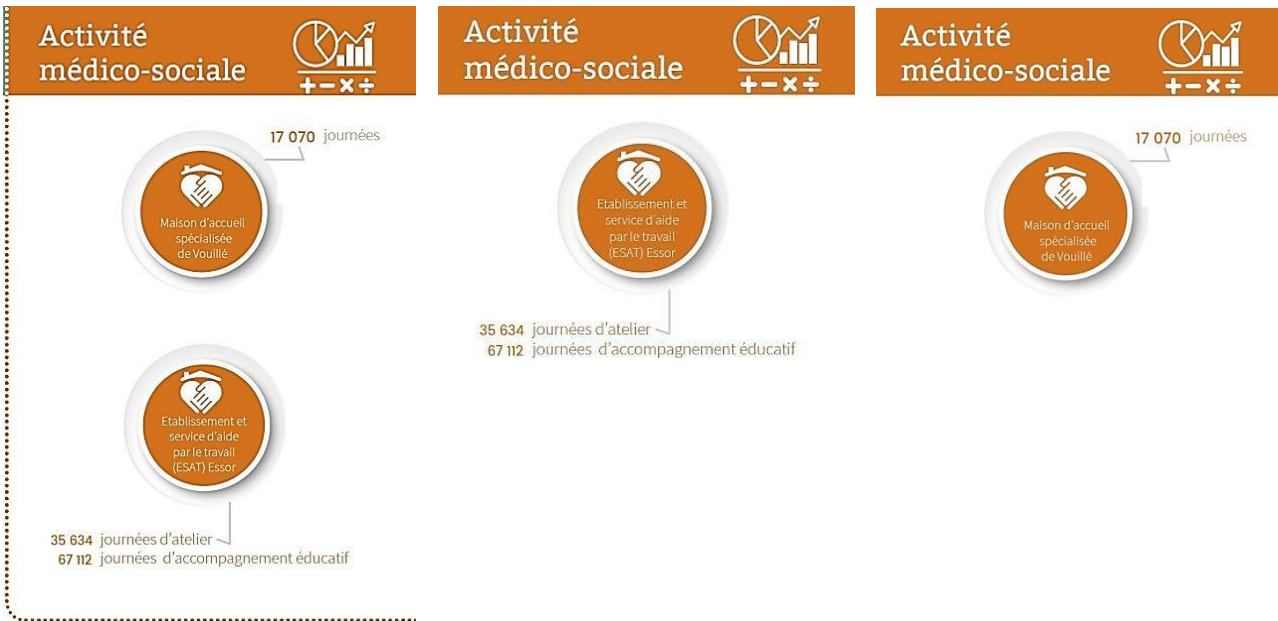 Activité
médico-sociale
17 070 journées
Maison d'accueil
spécialisée
de Vouillé
Etablissement et
service d'aide
par le travail
(ESAT) Essor
35 634 journées d'atelier
67 112 journées d'accompagnement éducatif
Activité
médico-sociale
Etablissement et
service d'aide
par le travail
(ESAT) Essor
35 634 journées d'atelier
67 112 journées d'accompagnement éducatif
Activité
médico-sociale
17 070 journées
Maison d'accueil
spécialisée
de Vouillé